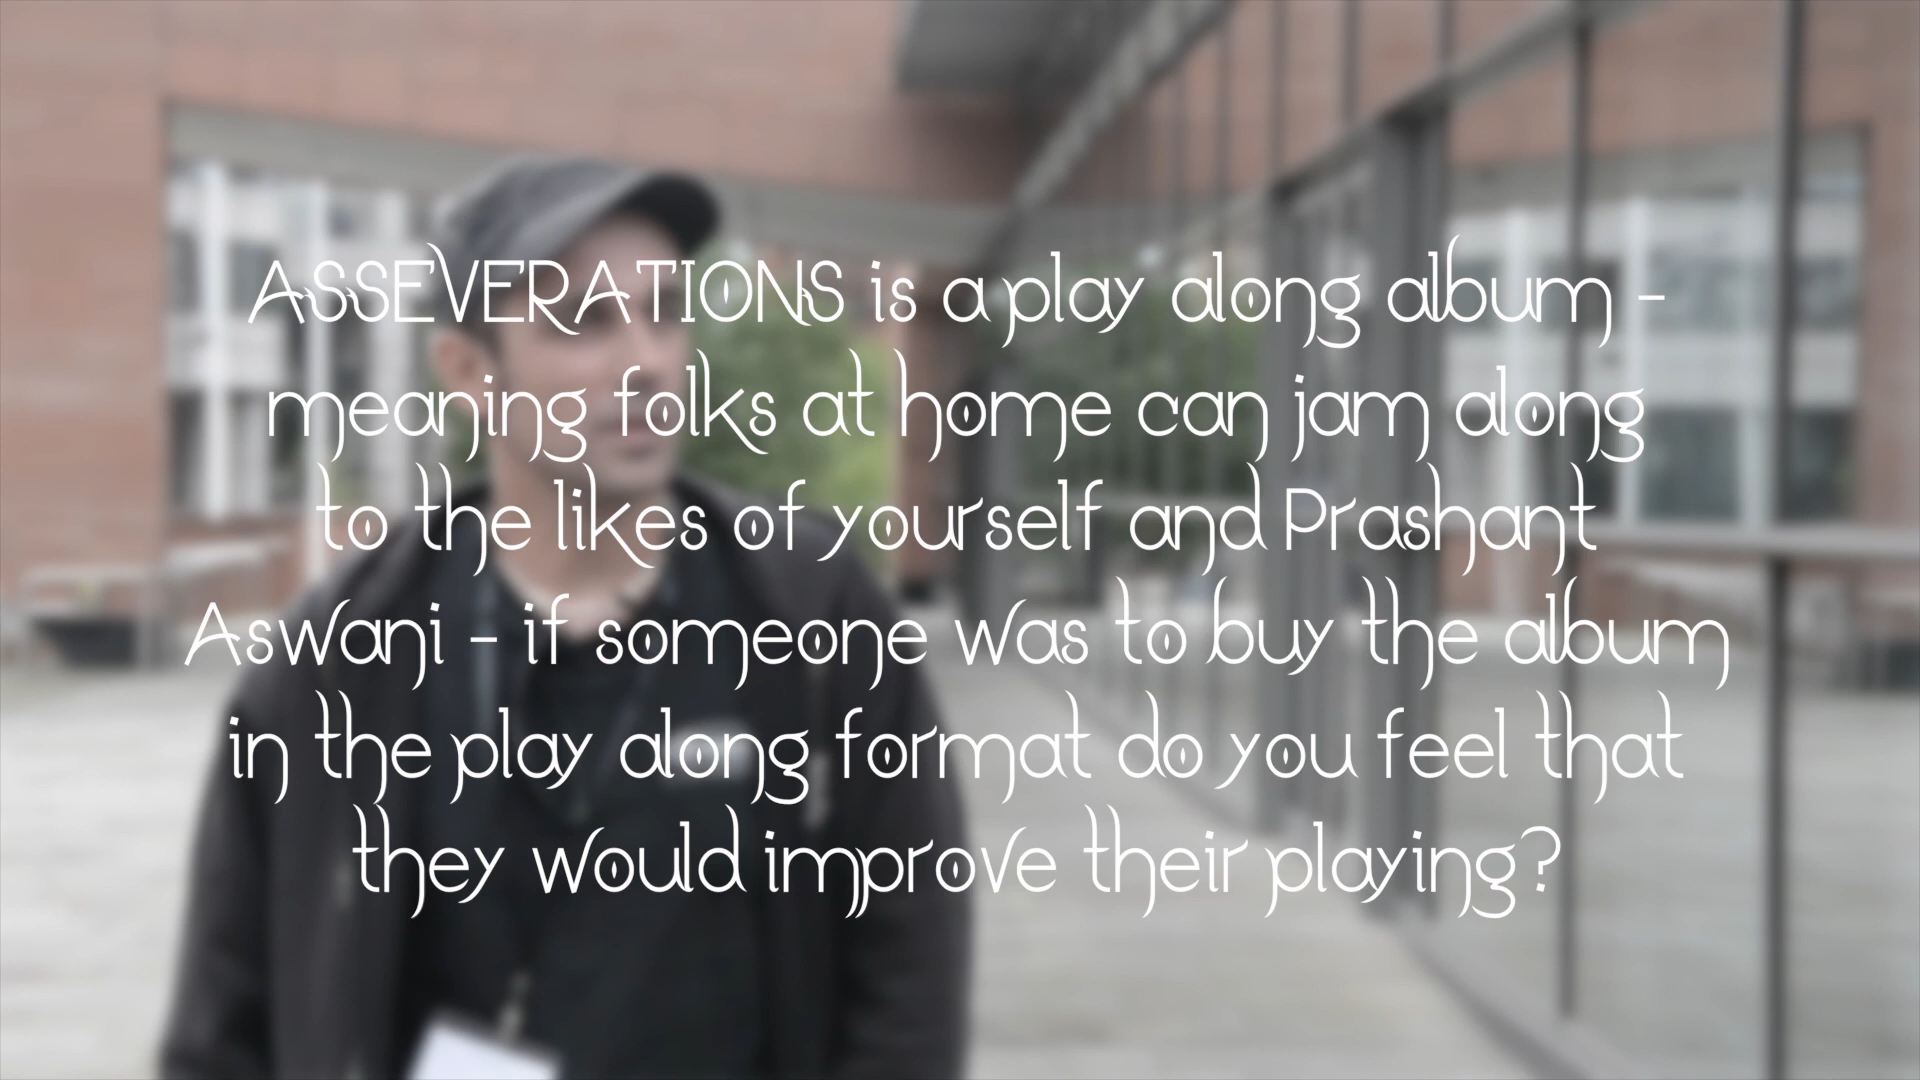 ASSEVERATIONS is a play along album -
meaning folks at home can jam along
to the likes of yourself and Prashant
Aswani - if someone was to buy the album
in the play along format do you feel that
they would improve their playing?